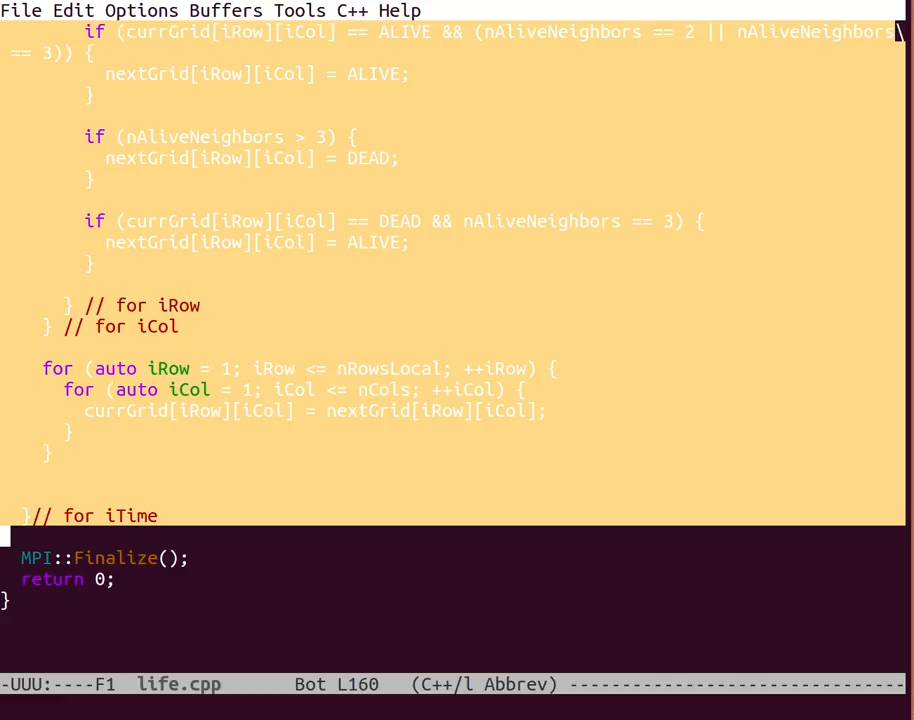 File Edit Options Buffers Tools C++ Help
        if (currGrid[iRow][iCol] == ALIVE && (nAliveNeighbors == 2 || nAliveNeighbors\
 == 3)) {
          nextGrid[iRow][iCol] = ALIVE;
        }
        if (nAliveNeighbors > 3) {
          nextGrid[iRow][iCol] = DEAD;
        }
        if (currGrid[iRow][iCol] == DEAD && nAliveNeighbors == 3) {
          nextGrid[iRow][iCol] = ALIVE;
        }
      } // for iRow
    } // for iCol
    for (auto iRow = 1; iRow <= nRowsLocal; ++iRow) {
      for (auto iCol = 1; iCol <= nCols; ++iCol) {
        currGrid[iRow][iCol] = nextGrid[iRow][iCol];
      }
    }
  }// for iTime
  MPI::Finalize();
  return 0;
}
-UUU:----F1  life.cpp       Bot L160   (C++/l Abbrev) --------------------------------